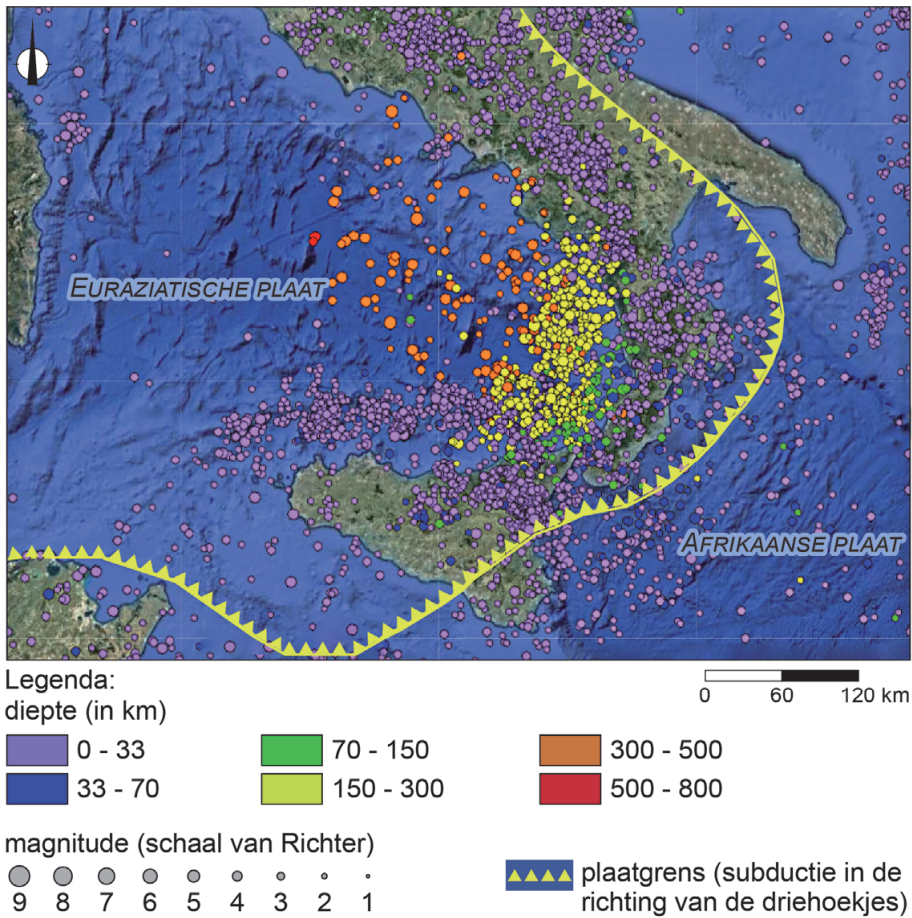 EURAZIATISCHE PLAAT
AFRIKAANSE PLAAT
Legenda:
diepte (in km)
0 - 33
70 - 150
300 - 500
33 - 70
150 - 300
500 - 800
0 60 120 km
magnitude (schaal van Richter)
9 8 7 6 5 4 3 2 1
plaatgrens (subductie in de
richting van de driehoekjes)